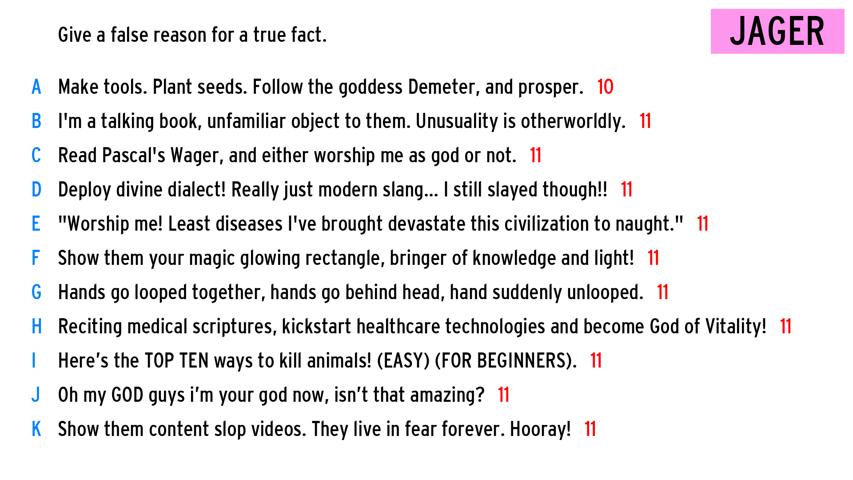 Give a false reason for a true fact.
JAGER
A Make tools. Plant seeds. Follow the goddess Demeter, and prosper. 10
B I'm a talking book, unfamiliar object to them. Unusuality is otherworldly. 11
C Read Pascal's Wager, and either worship me as god or not. 11
D Deploy divine dialect! Really just modern slang... I still slayed though!! 11
E "Worship me! Least diseases I've brought devastate this civilization to naught." 11
F Show them your magic glowing rectangle, bringer of knowledge and light! 11
G Hands go looped together, hands go behind head, hand suddenly unlooped. 11
H Reciting medical scriptures, kickstart healthcare technologies and become God of Vitality! 11
I Here’s the TOP TEN ways to kill animals! (EASY) (FOR BEGINNERS). 11
J Oh my GOD guys i’m your god now, isn’t that amazing? 11
K Show them content slop videos. They live in fear forever. Hooray! 11